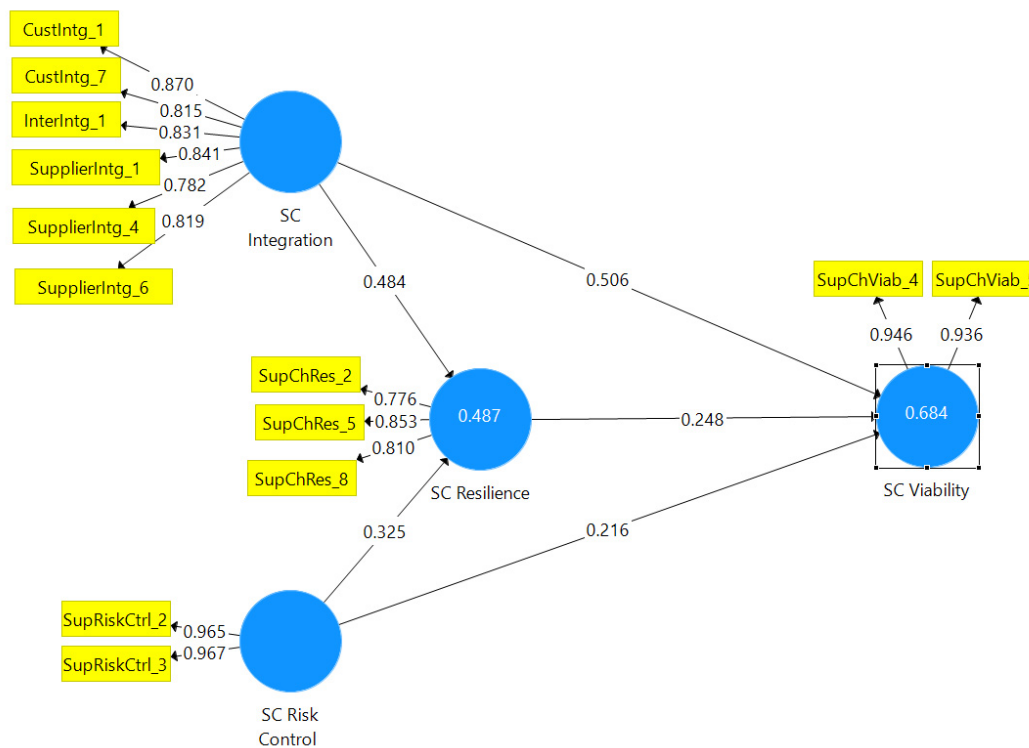 CustIntg_1
CustIntg_7
InterIntg_1
SupplierIntg_1
SupplierIntg_4
SupplierIntg_6
0.870
0.815
0.831
0.841
0.782
0.819
SC
Integration
0.484
0.506
SupChViab_4
SupChViab_
0.946
0.936
SupChRes_2
SupChRes_5
SupChRes_8
0.776
0.853
0.810
0.487
SC Resilience
0.248
0.684
SC Viability
0.325
0.216
SupRiskCtrl_2
SupRiskCtrl_3
0.965
0.967
SC Risk
Control